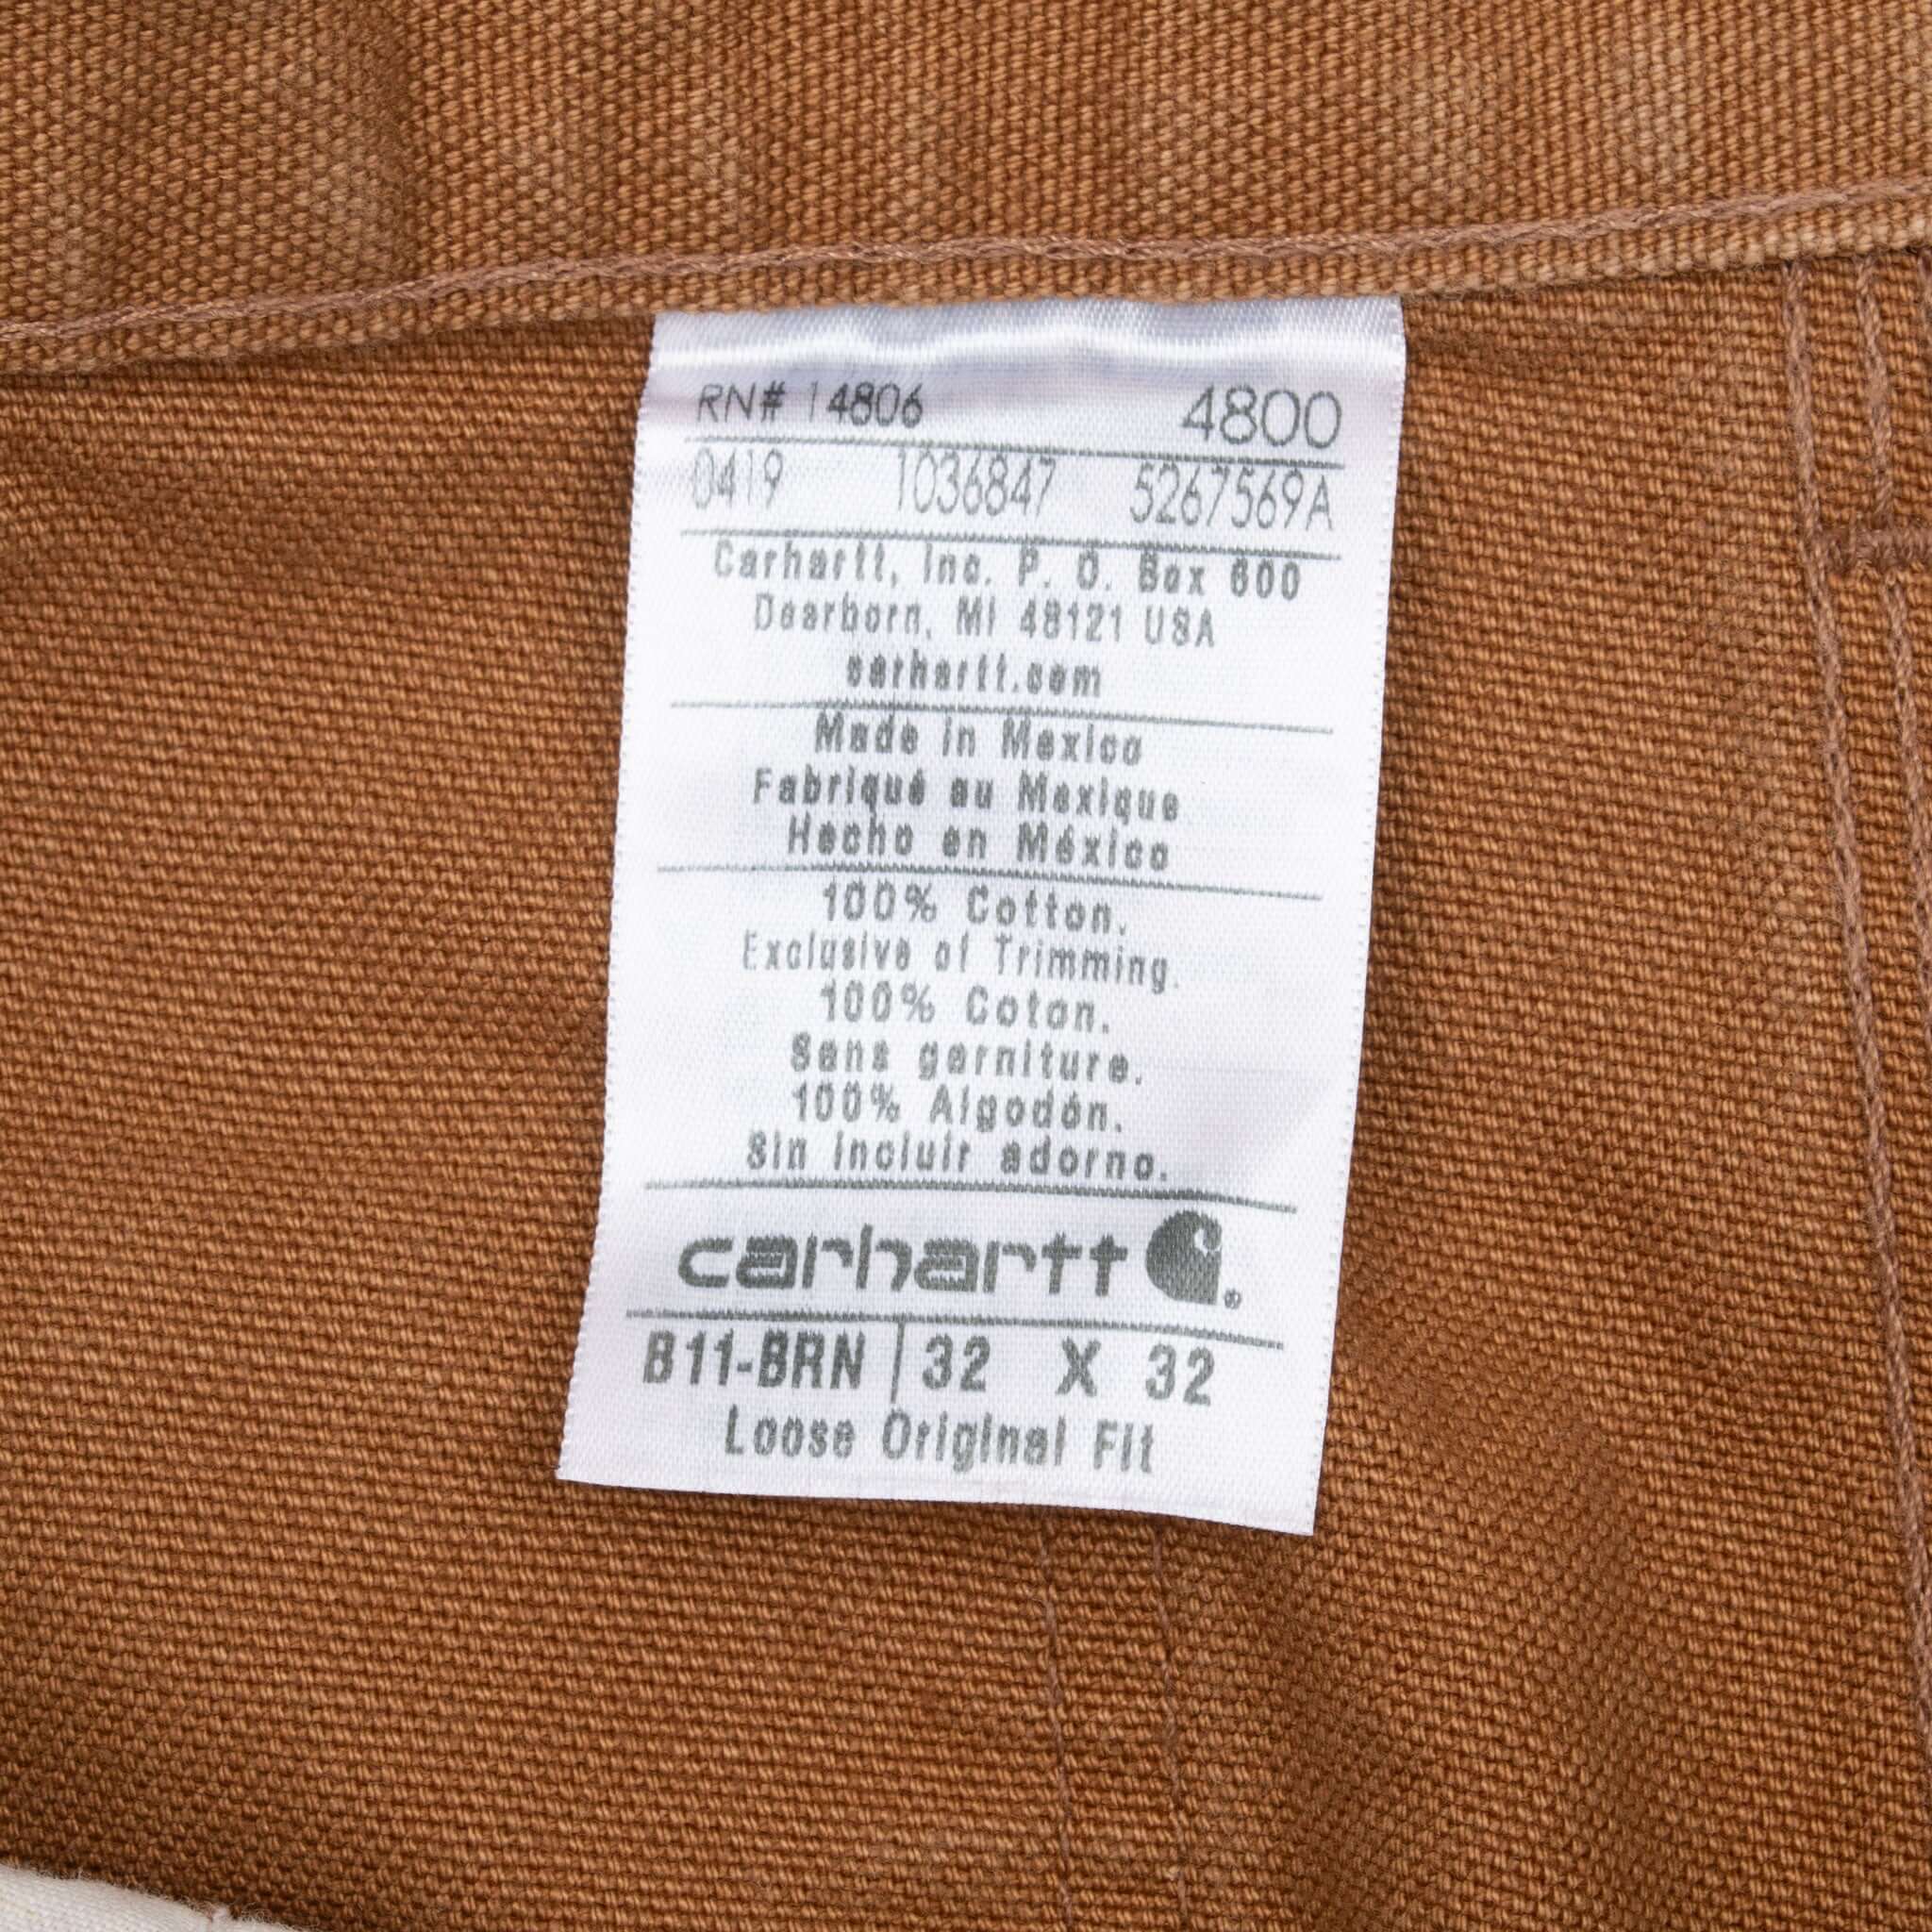 RN# 14806 4800
0419 1036847 5267569A
Carhartt, Inc. P. O. Box 600
Dearborn, MI 48121 USA
carhartt.com
Made in Mexico
Fabriqué au Mexique
Hecho en México
100% Cotton.
Exclusive of Trimming.
100% Coton.
Sans garniture.
100% Algodón.
Sin incluir adorno.
carhartt ®
B11-BRN | 32 X 32
Loose Original Fit